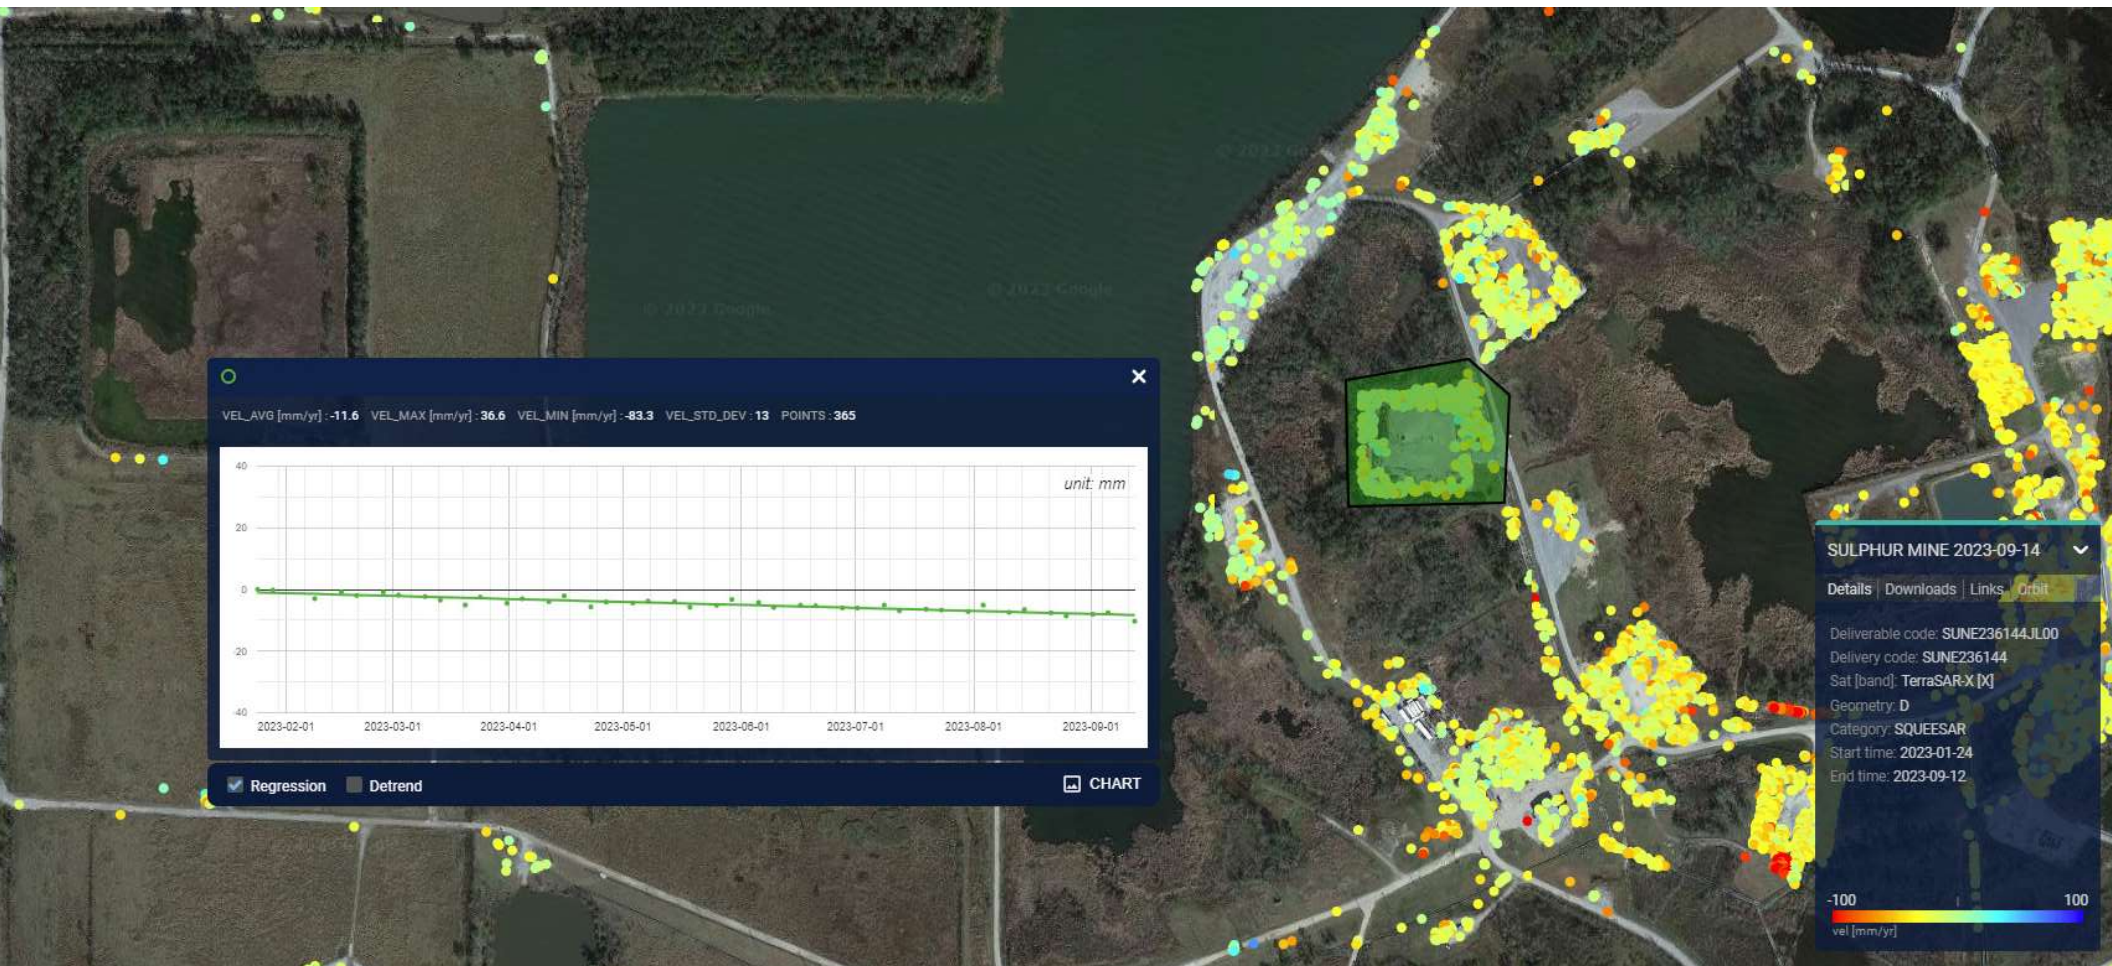 © 2023 Google
© 2023 Google
VEL_AVG [mm/yr] : -11.6 VEL_MAX [mm/yr] : 36.6 VEL_MIN [mm/yr] : -83.3 VEL_STD_DEV : 13 POINTS : 365
unit: mm
40
20
0
-20
-40
2023-02-01 2023-03-01 2023-04-01 2023-05-01 2023-06-01 2023-07-01 2023-08-01 2023-09-01
Regression Detrend CHART
SULPHUR MINE 2023-09-14
Details | Downloads | Links | Orbit
Deliverable code: SUNE236144JL00
Delivery code: SUNE236144
Sat [band]: TerraSAR-X [X]
Geometry: D
Category: SQUEESAR
Start time: 2023-01-24
End time: 2023-09-12
-100 100
vel [mm/yr]